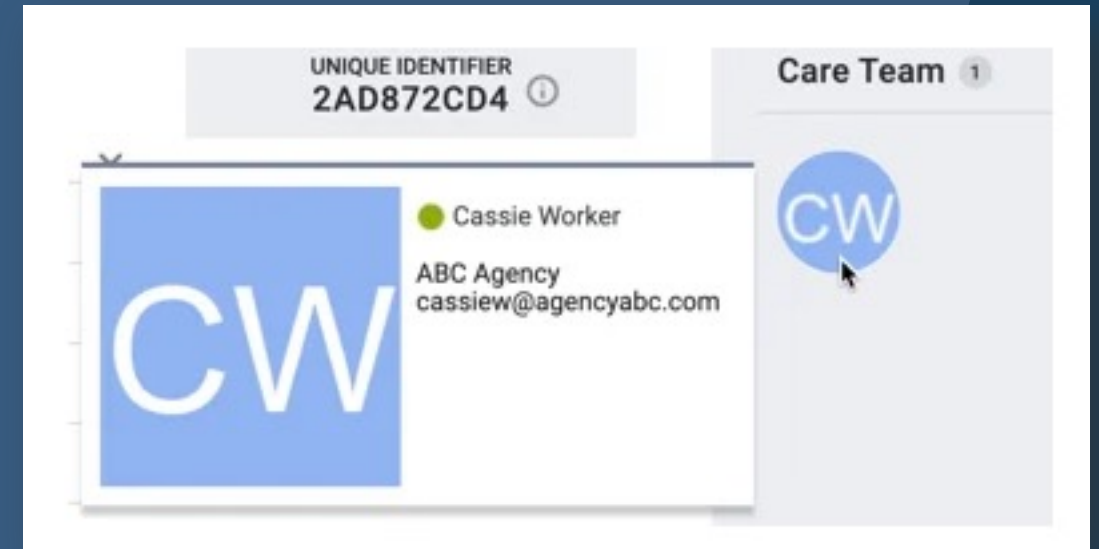 UNIQUE IDENTIFIER
2AD872CD4
Care Team 1
CW
Cassie Worker
ABC Agency
cassiew@agencyabc.com
CW